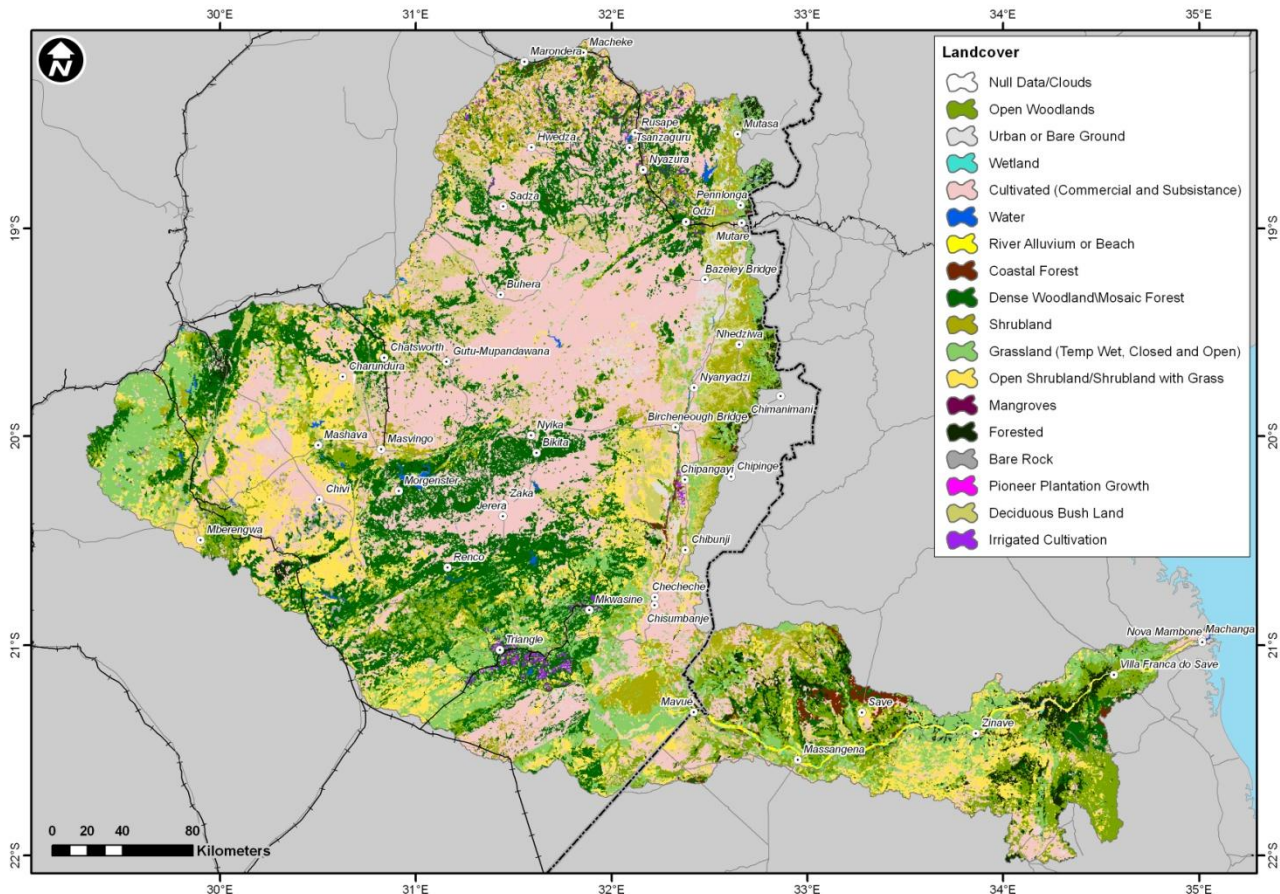 30°E 31°E 32°E 33°E 34°E 35°E
N
Macheke
Marondera
Landcover
Null Data/Clouds
Open Woodlands
Urban or Bare Ground
Wetland
Cultivated (Commercial and Subsistance)
Water
River Alluvium or Beach
Coastal Forest
Dense Woodland\Mosaic Forest
Shrubland
Grassland (Temp Wet, Closed and Open)
Open Shrubland/Shrubland with Grass
Mangroves
Forested
Bare Rock
Pioneer Plantation Growth
Deciduous Bush Land
Irrigated Cultivation
Rusape
Mutasa
Hwedza
Tsanzaguru
Nyazura
Sadza
Pennlonga
Odzi
19°S
19°S
Mutare
Bazeley Bridge
Buhera
Nhedziwa
Chatsworth
Gutu-Mupandawana
Charundura
Nyanyadzi
Chimanimani
Bircheneough Bridge
20°S
20°S
Nyika
Mashava
Masvingo
Bikita
Chipangayi
Chipinge
Morgenster
Chivi
Zaka
Jerera
Mberengwa
Chibunji
Renco
Checheche
Mkwasine
Chisumbanje
Nova Mambone
Machanga
21°S
21°S
Triangle
Villa Franca do Save
Mavue
Save
Zinave
Massangena
0 20 40 80
Kilometers
22°S
22°S
30°E 31°E 32°E 33°E 34°E 35°E